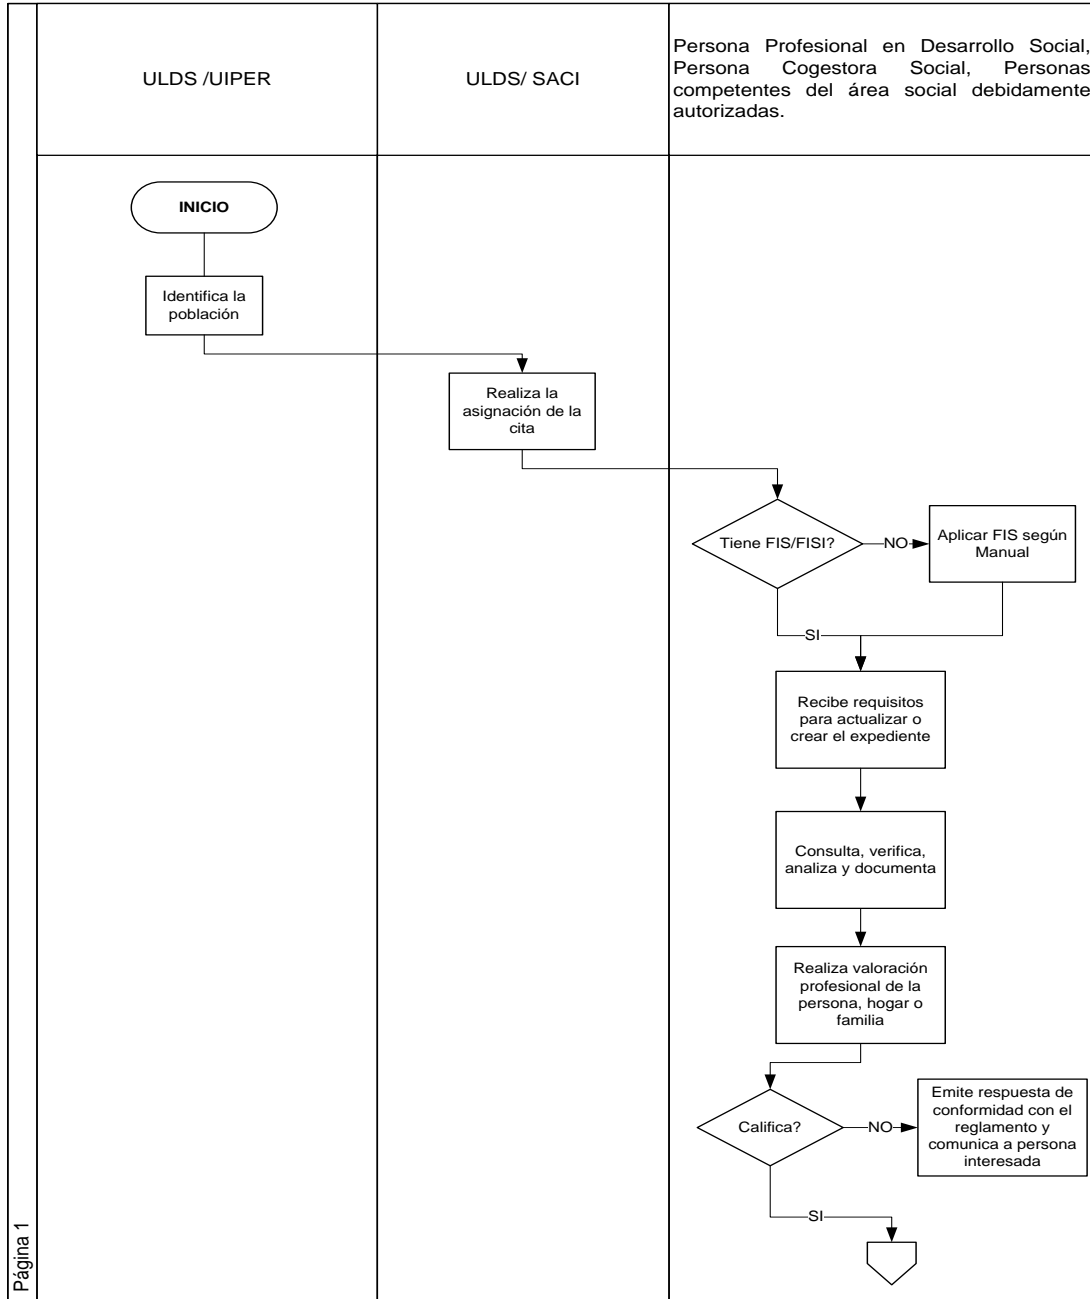 ULDS /UIPER
ULDS/ SACI
Persona Profesional en Desarrollo Social,
Persona Cogestora Social, Personas
competentes del área social debidamente
autorizadas.
INICIO
Identifica la
población
Realiza la
asignación de la
cita
Tiene FIS/FISI?
NO
Aplicar FIS según
Manual
SI
Recibe requisitos
para actualizar o
crear el expediente
Consulta, verifica,
analiza y documenta
Realiza valoración
profesional de la
persona, hogar o
familia
Califica?
NO
Emite respuesta de
conformidad con el
reglamento y
comunica a persona
interesada
SI
Página 1